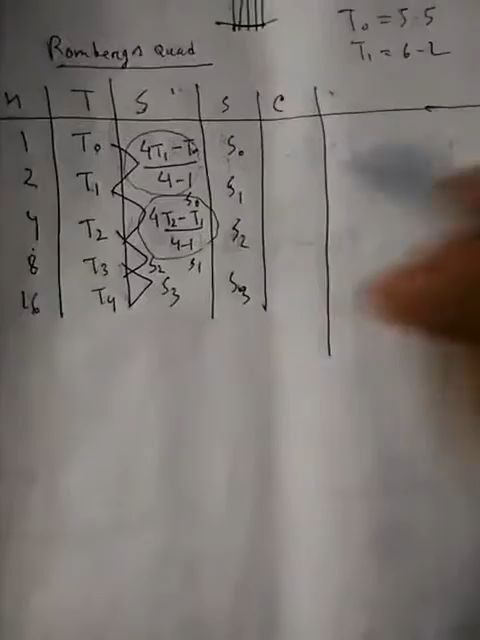 T₀ = 5.5
T₁ = 6-2
Rombergs quad
n T S' S C
1 T₀ 4T₁-T₀/4-1 S₀ S₀
2 T₁ S₁
4 T₂ 4T₂-T₁/4-1 S₁ S₂
8 T₃ S₂
16 T₄ S₃ S₃